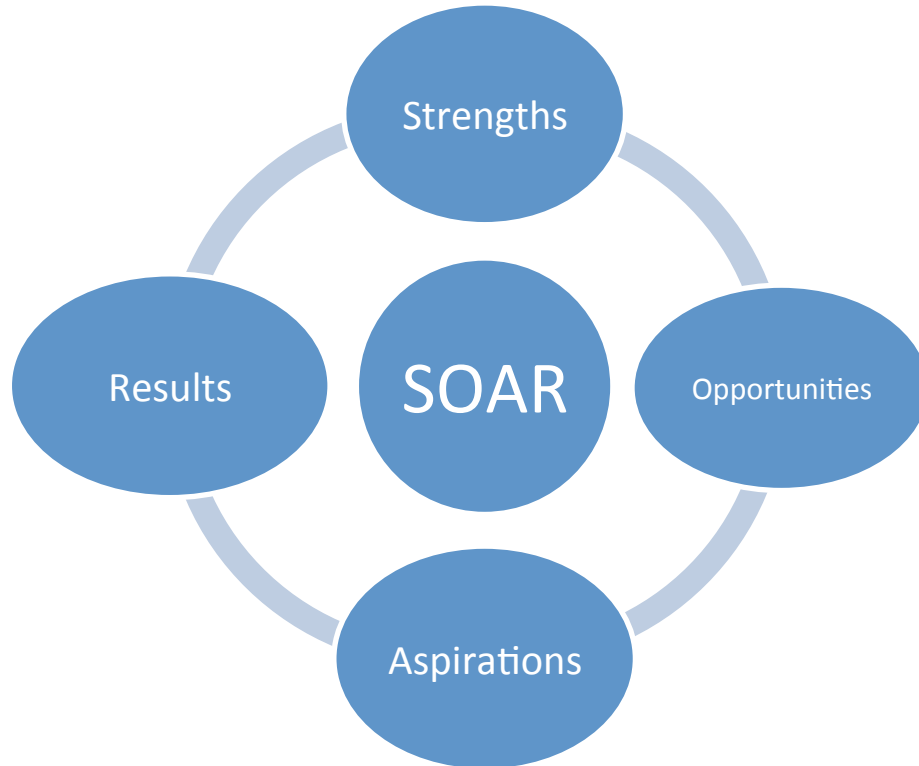 Strengths
Results
SOAR
Opportunities
Aspirations